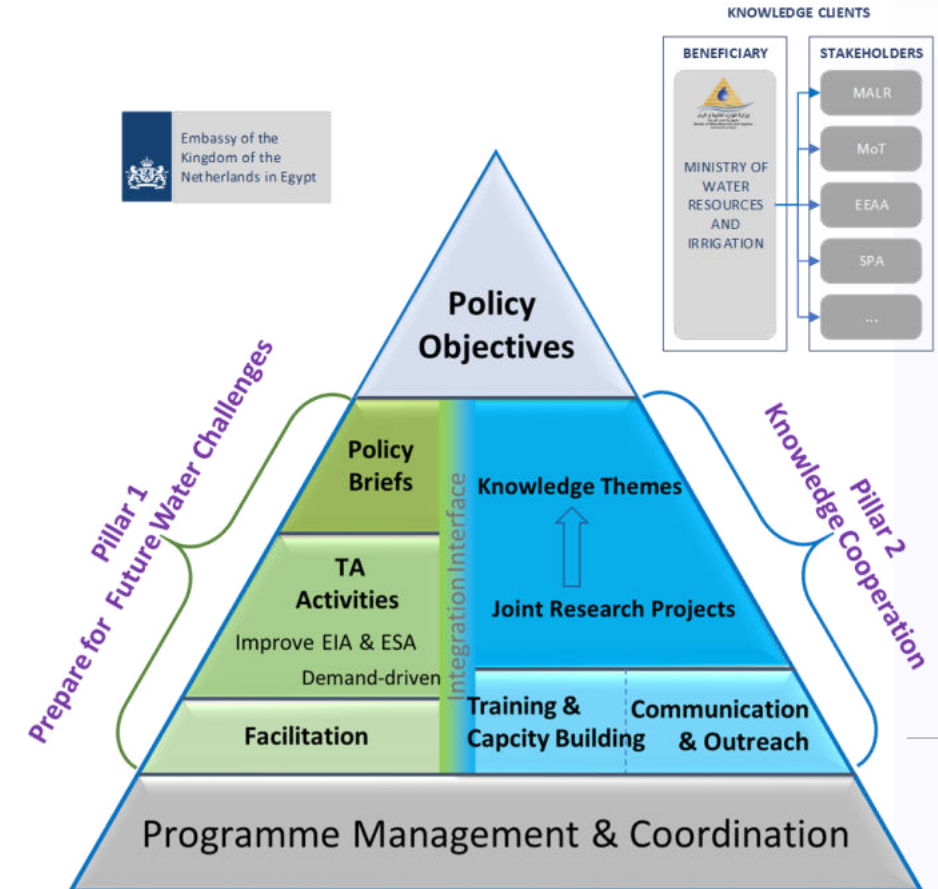 KNOWLEDGE CLIENTS
BENEFICIARY
STAKEHOLDERS
MINISTRY OF
WATER
RESOURCES
AND
IRRIGATION
MALR
MoT
EEAA
SPA
...
Embassy of the
Kingdom of the
Netherlands in Egypt
Policy
Objectives
Pillar 1
Prepare for Future Water Challenges
Policy
Briefs
TA
Activities
Improve EIA & ESA
Demand-driven
Facilitation
Integration Interface
Knowledge Themes
Joint Research Projects
Training &
Capcity Building
Communication
& Outreach
Pillar 2
Knowledge Cooperation
Programme Management & Coordination